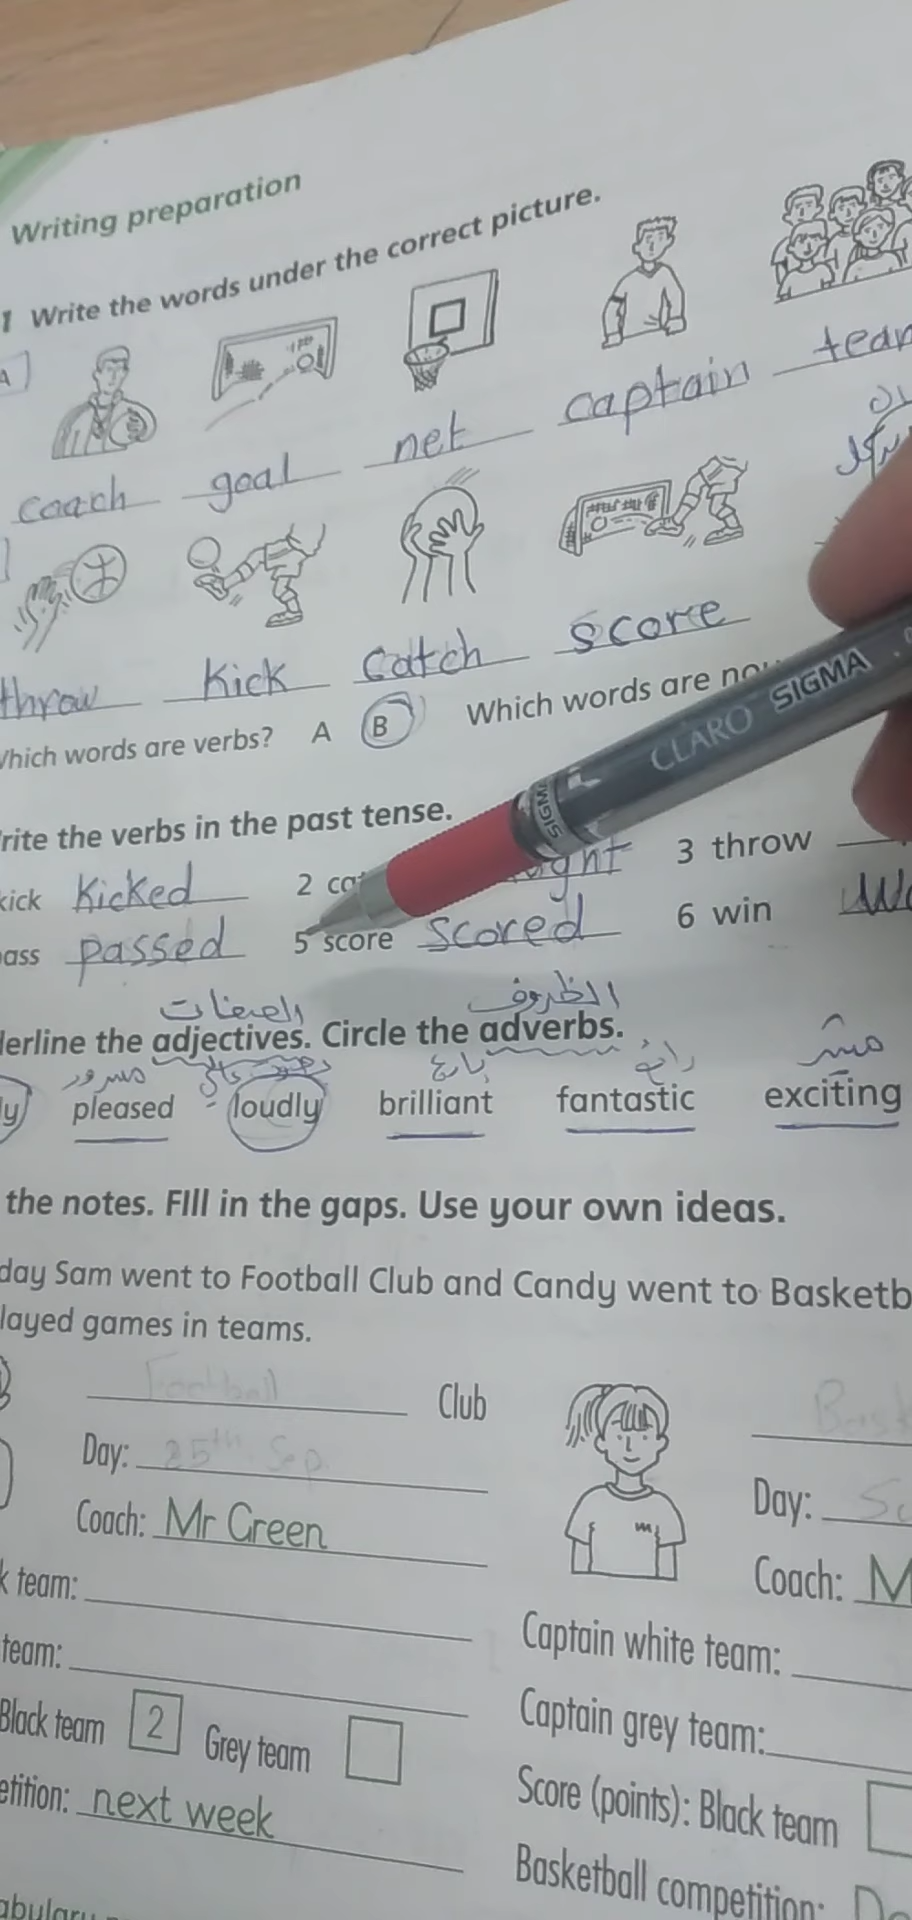 Writing preparation
1 Write the words under the correct picture.
A
coach goal net captain
throw kick catch score
Which words are verbs? A B Which words are
CLARO SIGMA
SIGMA
rite the verbs in the past tense.
kick kicked 2 3 throw
ass passed 5 score scored 6 win
الصفات الظروف
erline the adjectives. Circle the adverbs.
مسرور بارع رائع
ly pleased loudly brilliant fantastic exciting
the notes. FIll in the gaps. Use your own ideas.
day Sam went to Football Club and Candy went to Basketb
layed games in teams.
Football Club
Day: 25th Sep
Day:
Coach: Mr Green
Coach: M
k team:
Captain white team:
team:
Captain grey team:
Black team 2 Grey team
Score (points): Black team
etition: next week
Basketball competition:
abulary